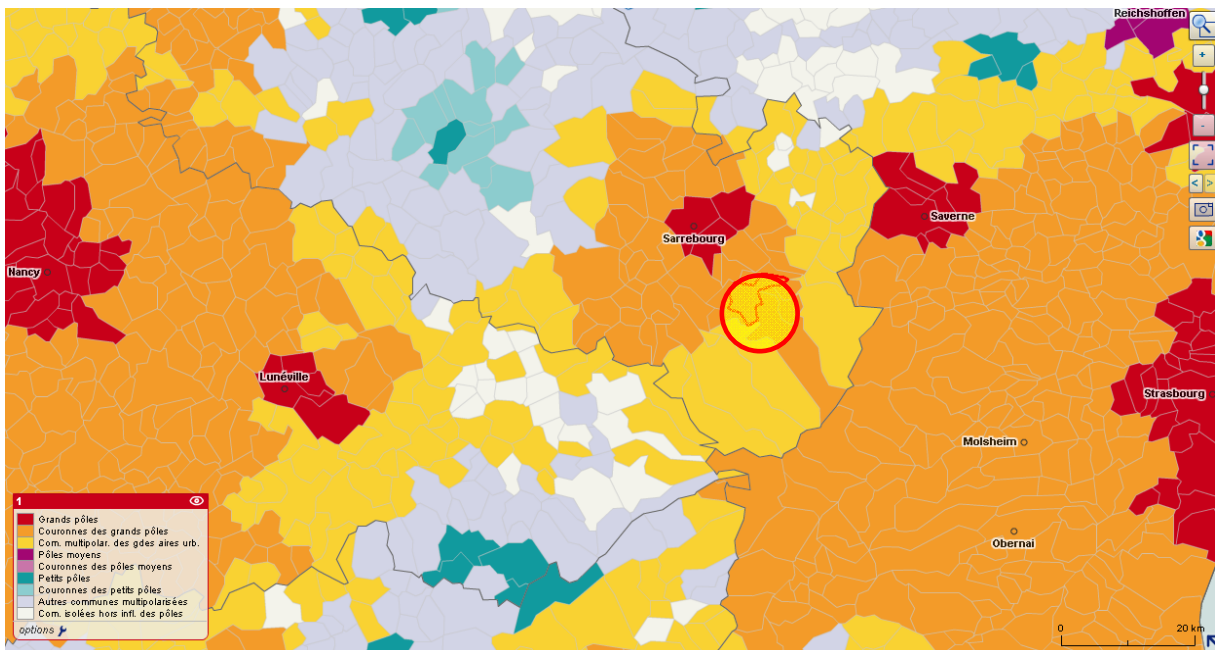 Reichshoffen
+
-
< >
Saverne
Sarrebourg
Nancy
Lunéville
Strasbourg
Molsheim
Obernai
1
Grands pôles
Couronnes des grands pôles
Com. multipolar. des gdes aires urb.
Pôles moyens
Couronnes des pôles moyens
Petits pôles
Couronnes des petits pôles
Autres communes multipolarisées
Com. isolées hors infl. des pôles
options
0 20 km